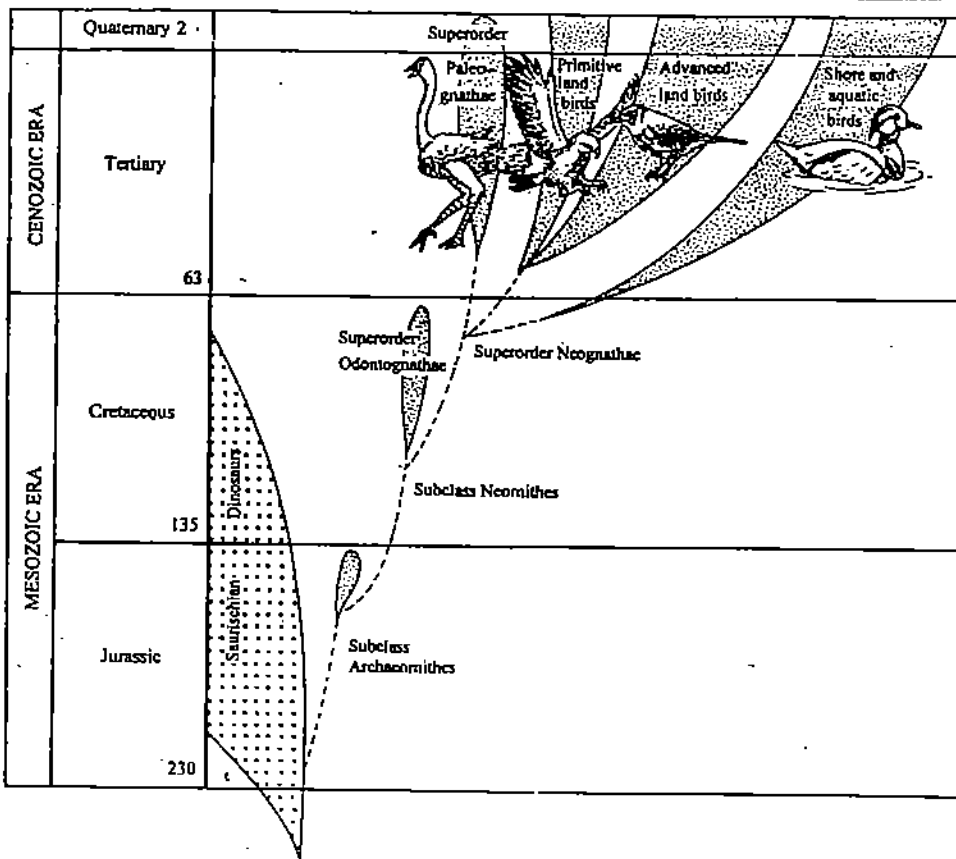 Quaternary 2
Superorder
Paleo-
gnathae
Primitive
land
birds
Advanced
land birds
Shore and
aquatic
birds
CENOZOIC ERA
Tertiary
63
Superorder
Odontognathae
Superorder Neognathae
Cretaceous
Dinosaurs
Subclass Neornithes
135
MESOZOIC ERA
Saurischian
Jurassic
Subclass
Archaeornithes
230